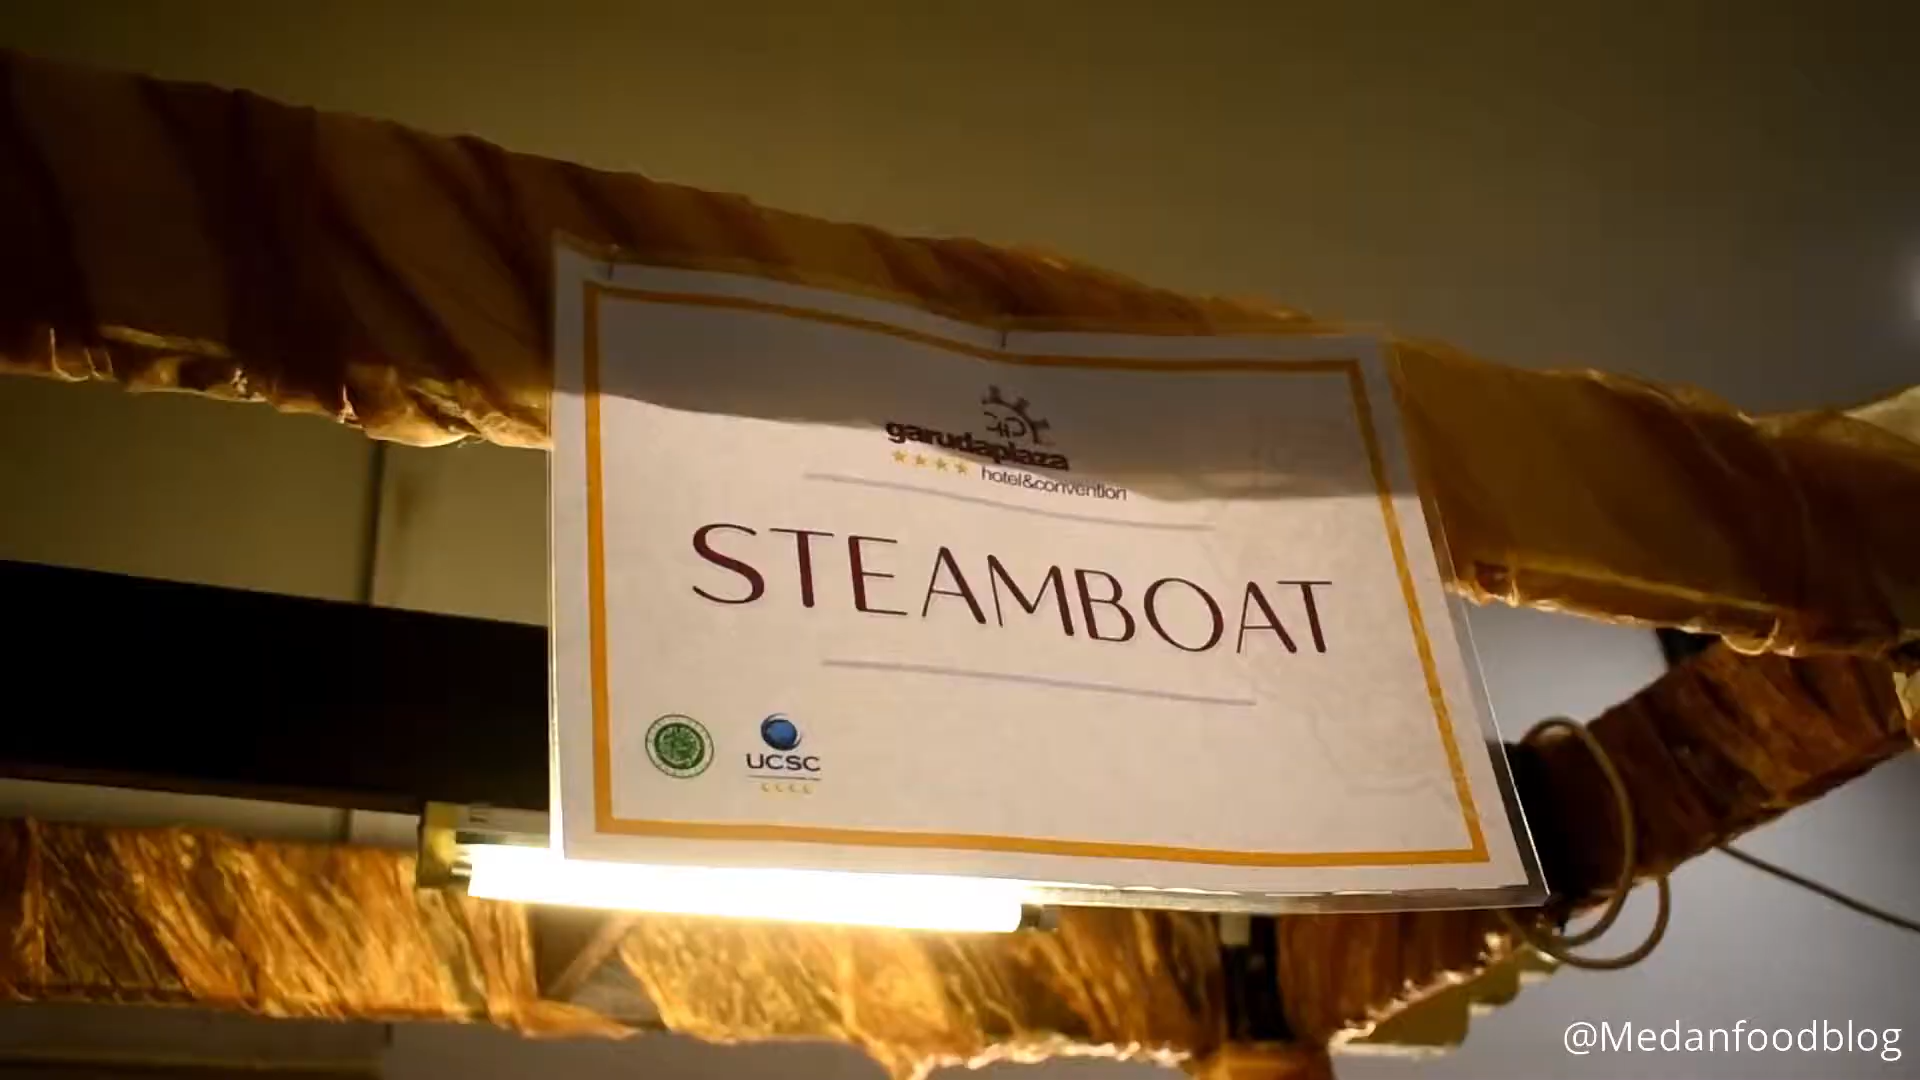 garudaplaza
hotel&convention
STEAMBOAT
UCSC
@Medanfoodblog